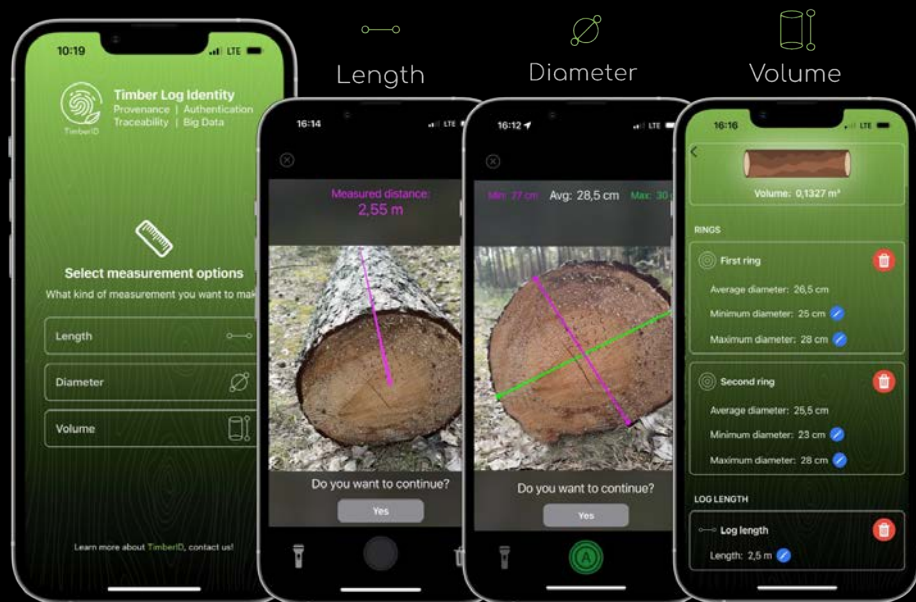 Length
Diameter
Volume
10:19
LTE
TimberID
Timber Log Identity
Provenance | Authentication
Traceability | Big Data
Select measurement options
What kind of measurement you want to mak
Length
Diameter
Volume
Learn more about TimberID, contact us!
16:14
LTE
Measured distance:
2,55 m
Do you want to continue?
Yes
16:12
LTE
Min: 27 cm Avg: 28,5 cm Max: 30
Do you want to continue?
Yes
A
16:16
LTE
Volume: 0,1327 m³
RINGS
First ring
Average diameter: 26,5 cm
Minimum diameter: 25 cm
Maximum diameter: 28 cm
Second ring
Average diameter: 25,5 cm
Minimum diameter: 23 cm
Maximum diameter: 28 cm
LOG LENGTH
Log length
Length: 2,5 m